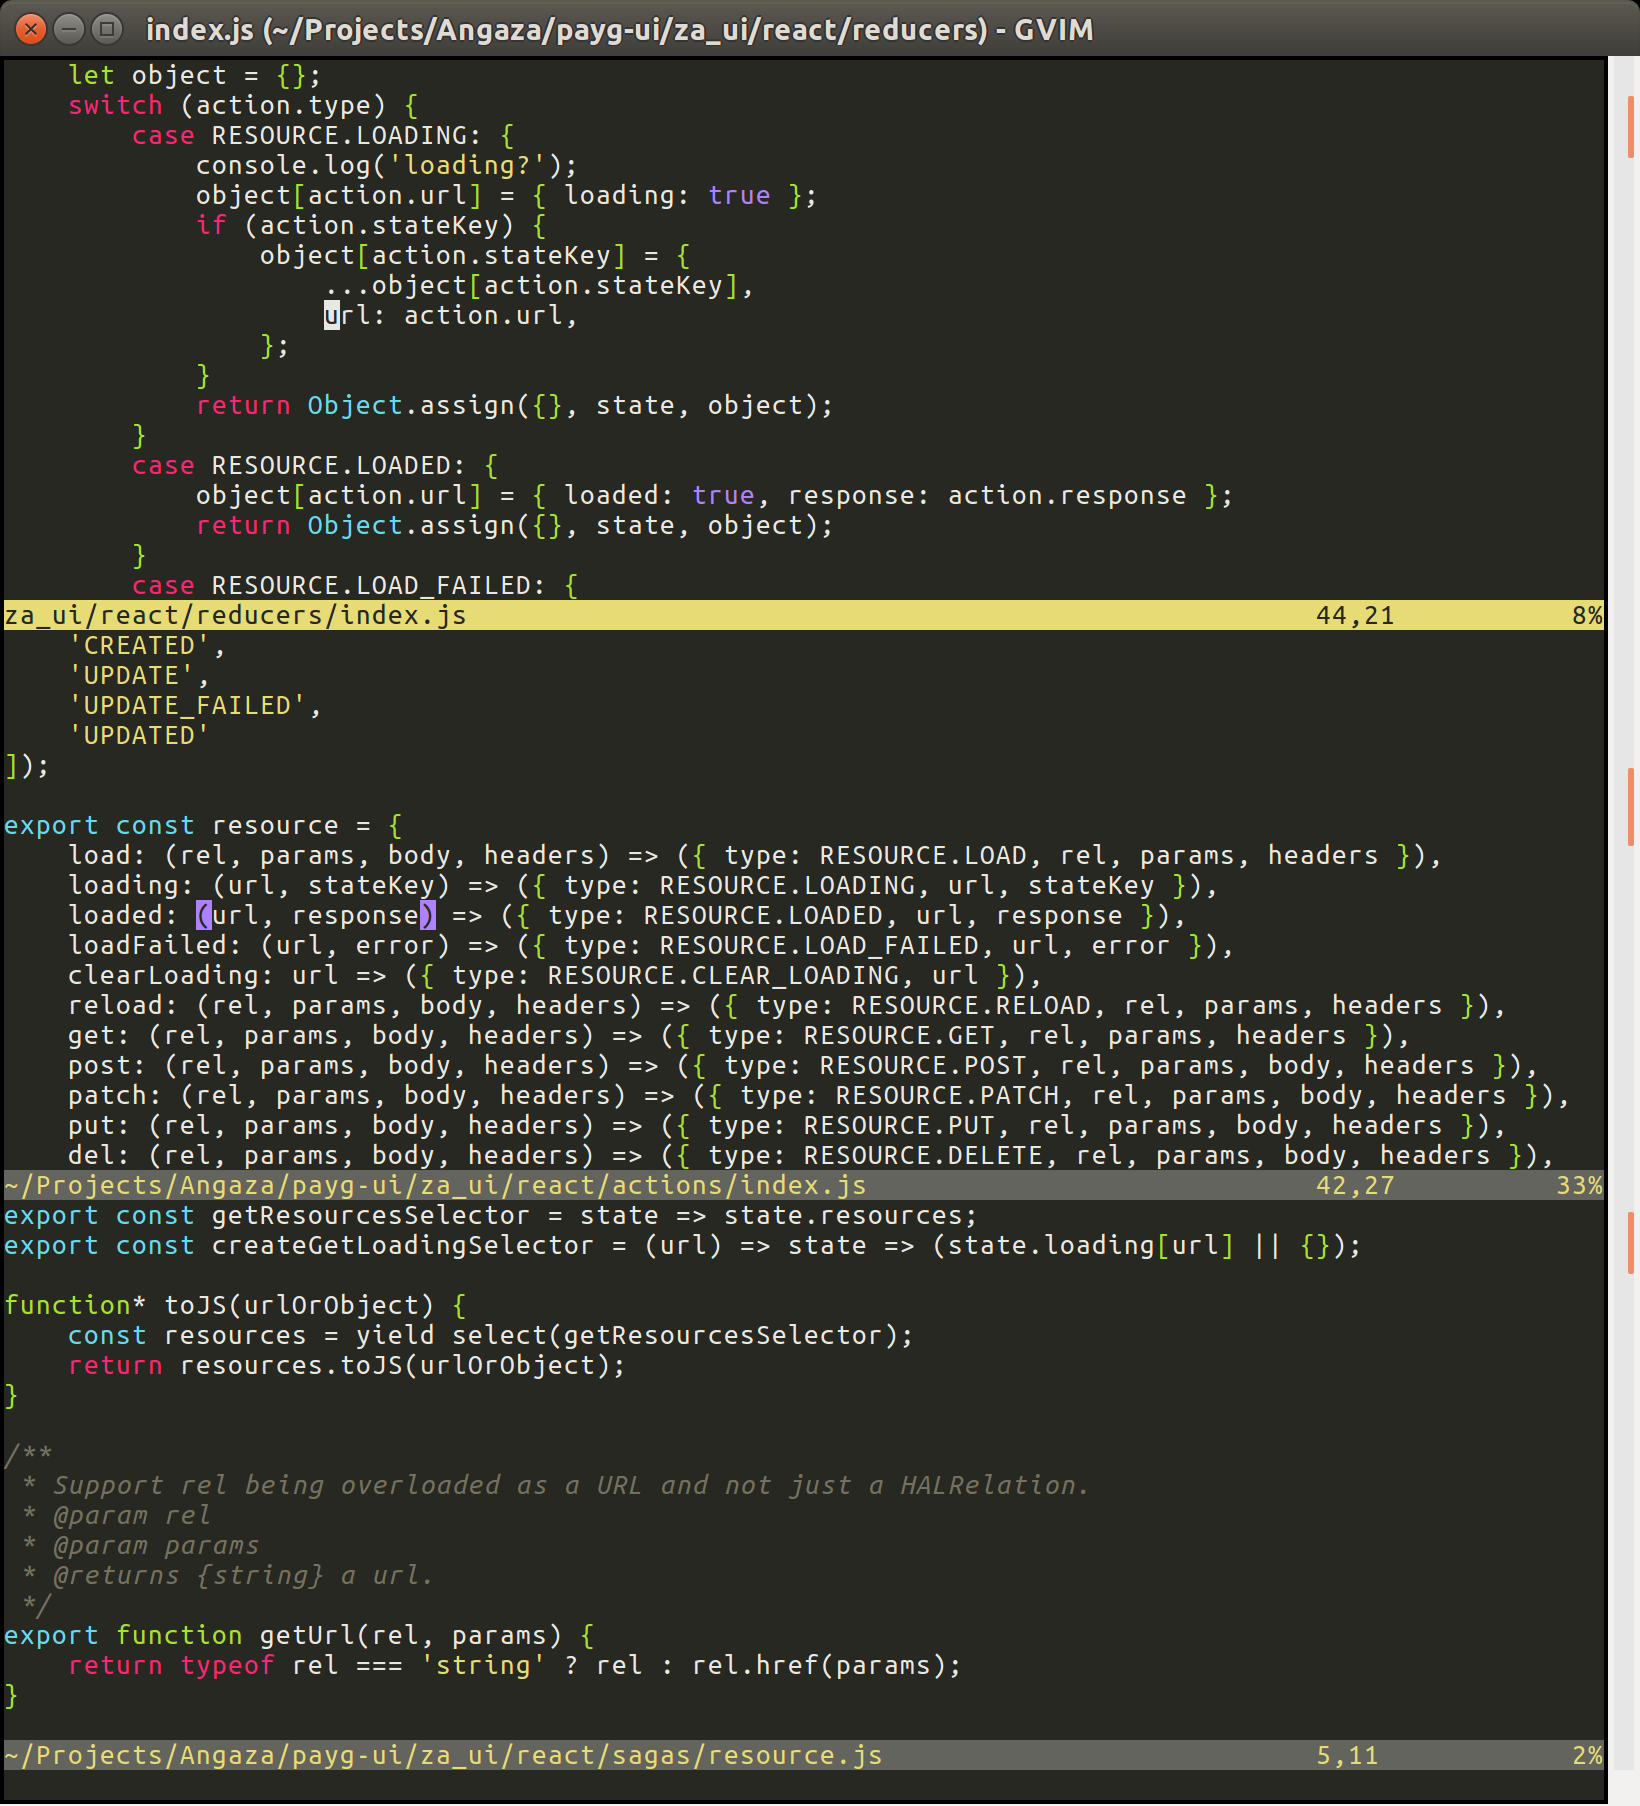 index.js (~/Projects/Angaza/payg-ui/za_ui/react/reducers) - GVIM
    let object = {};
    switch (action.type) {
        case RESOURCE.LOADING: {
            console.log('loading?');
            object[action.url] = { loading: true };
            if (action.stateKey) {
                object[action.stateKey] = {
                    ...object[action.stateKey],
                    url: action.url,
                };
            }
            return Object.assign({}, state, object);
        }
        case RESOURCE.LOADED: {
            object[action.url] = { loaded: true, response: action.response };
            return Object.assign({}, state, object);
        }
        case RESOURCE.LOAD_FAILED: {
za_ui/react/reducers/index.js 44,21 8%
    'CREATED',
    'UPDATE',
    'UPDATE_FAILED',
    'UPDATED'
]);

export const resource = {
    load: (rel, params, body, headers) => ({ type: RESOURCE.LOAD, rel, params, headers }),
    loading: (url, stateKey) => ({ type: RESOURCE.LOADING, url, stateKey }),
    loaded: (url, response) => ({ type: RESOURCE.LOADED, url, response }),
    loadFailed: (url, error) => ({ type: RESOURCE.LOAD_FAILED, url, error }),
    clearLoading: url => ({ type: RESOURCE.CLEAR_LOADING, url }),
    reload: (rel, params, body, headers) => ({ type: RESOURCE.RELOAD, rel, params, headers }),
    get: (rel, params, body, headers) => ({ type: RESOURCE.GET, rel, params, headers }),
    post: (rel, params, body, headers) => ({ type: RESOURCE.POST, rel, params, body, headers }),
    patch: (rel, params, body, headers) => ({ type: RESOURCE.PATCH, rel, params, body, headers }),
    put: (rel, params, body, headers) => ({ type: RESOURCE.PUT, rel, params, body, headers }),
    del: (rel, params, body, headers) => ({ type: RESOURCE.DELETE, rel, params, body, headers }),
~/Projects/Angaza/payg-ui/za_ui/react/actions/index.js 42,27 33%
export const getResourcesSelector = state => state.resources;
export const createGetLoadingSelector = (url) => state => (state.loading[url] || {});

function* toJS(urlOrObject) {
    const resources = yield select(getResourcesSelector);
    return resources.toJS(urlOrObject);
}

/**
 * Support rel being overloaded as a URL and not just a HALRelation.
 * @param rel
 * @param params
 * @returns {string} a url.
 */
export function getUrl(rel, params) {
    return typeof rel === 'string' ? rel : rel.href(params);
}

~/Projects/Angaza/payg-ui/za_ui/react/sagas/resource.js 5,11 2%